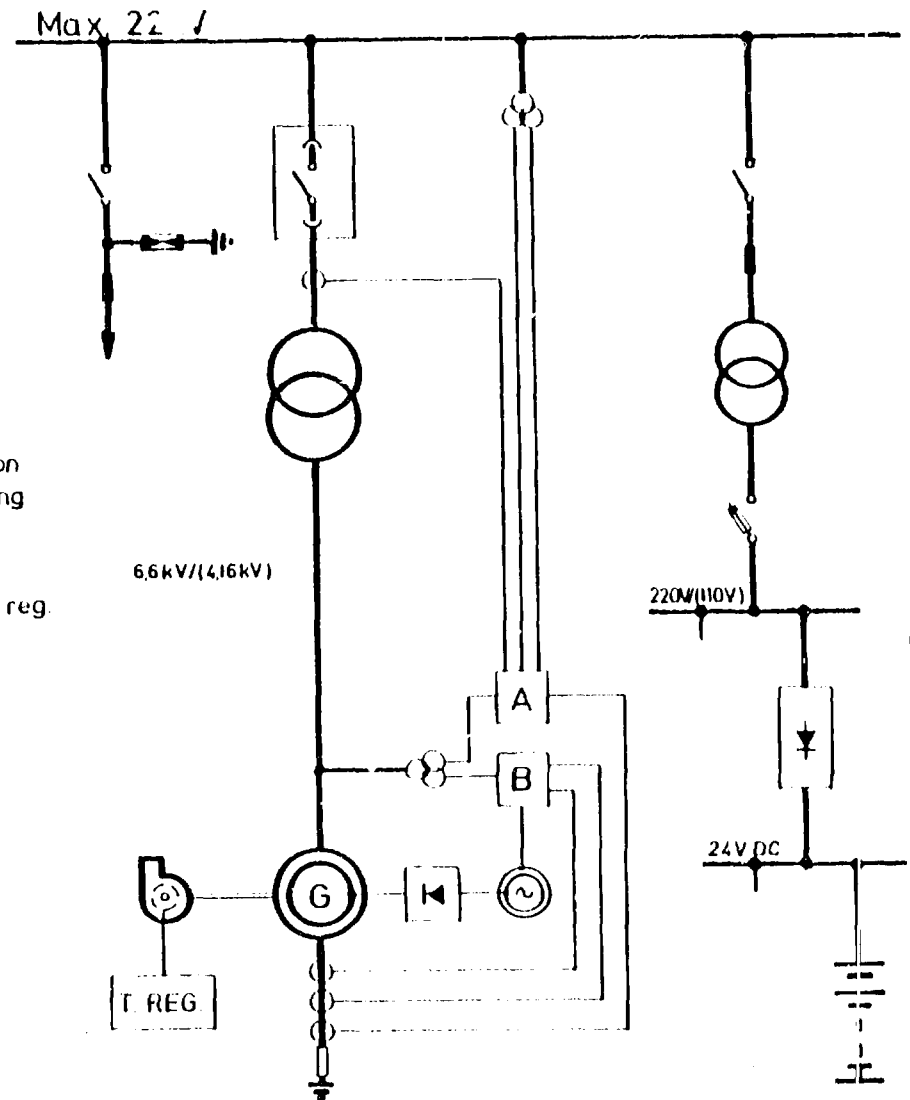 Max 22
on
ng
6,6kV/(4,16kV)
reg.
220V/(110V)
A
B
24V DC
G
T. REG.